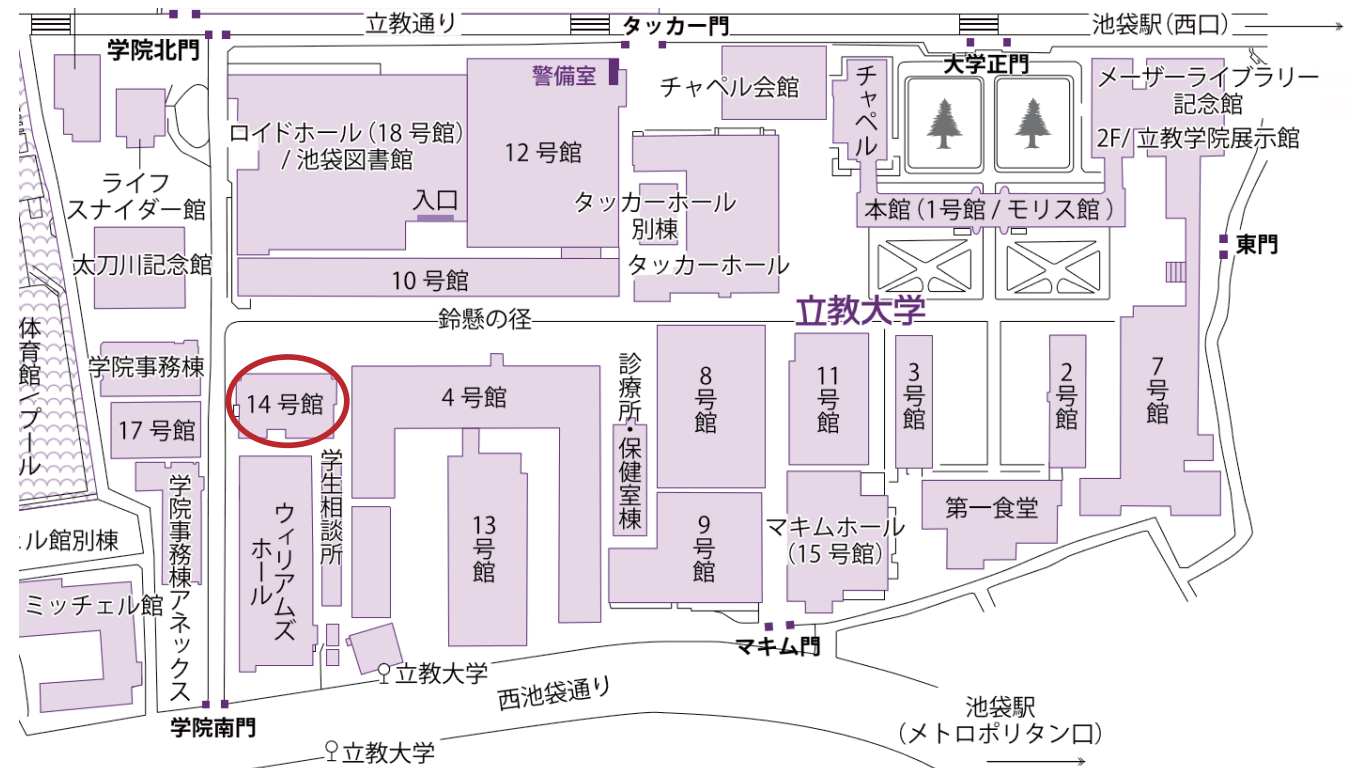 立教通り
タッカー門
池袋駅(西口)
学院北門
大学正門
警備室
チャペル会館
チャペル
メーザーライブラリー
記念館
2F/ 立教学院展示館
ロイドホール(18 号館)
/ 池袋図書館
12 号館
入口
ライフ
スナイダー館
タッカーホール
別棟
タッカーホール
本館(1号館 / モリス館 )
東門
太刀川記念館
10 号館
立教大学
鈴懸の径
体育館/プール
学院事務棟
14 号館
4 号館
診療所・保健室棟
8号館
11号館
3号館
2号館
7号館
17 号館
学生相談所
学院事務棟アネックス
ウィリアムズ
ホール
13号館
9号館
マキムホール
(15 号館)
第一食堂
ル館別棟
ミッチェル館
マキム門
立教大学
西池袋通り
学院南門
池袋駅
(メトロポリタン口)
立教大学